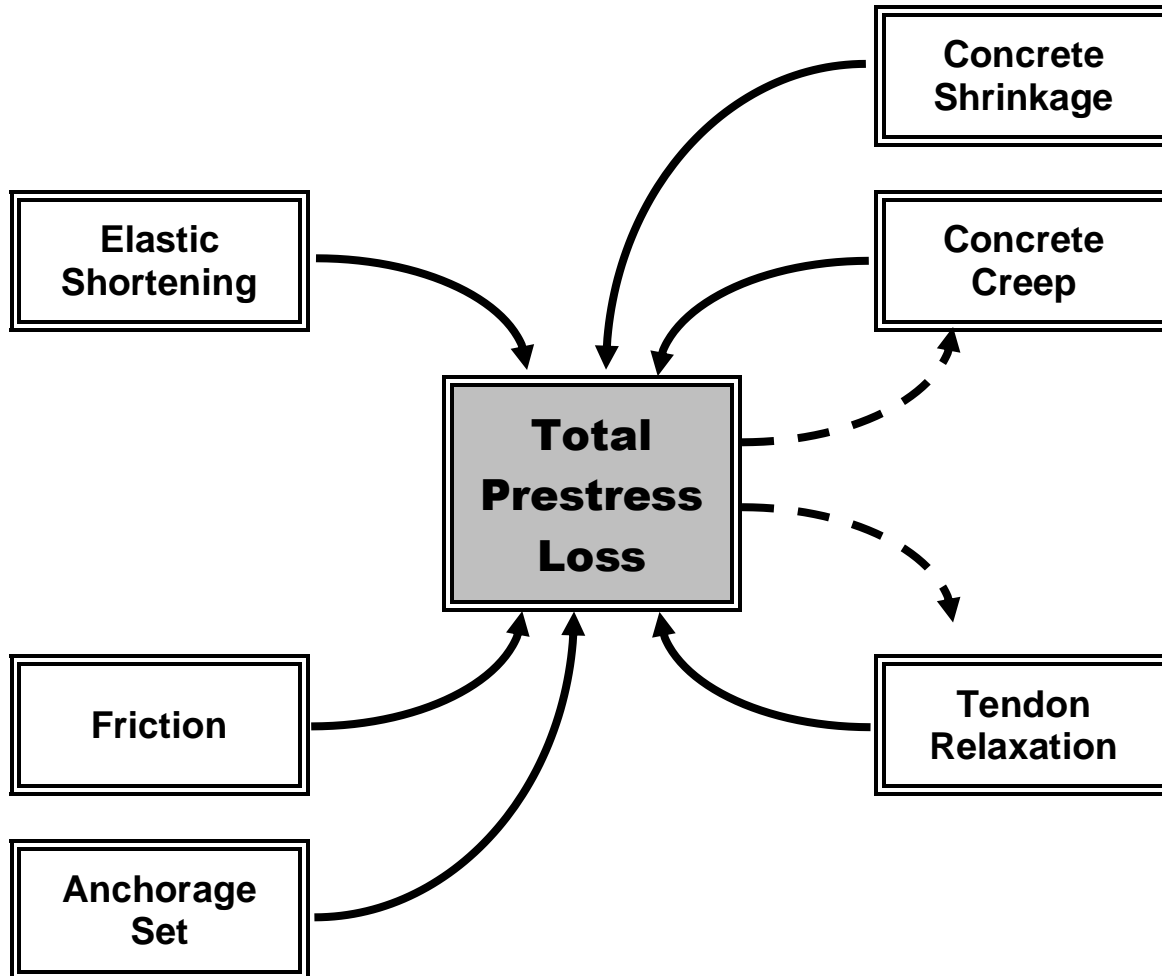 Concrete
Shrinkage
Elastic
Shortening
Concrete
Creep
Total
Prestress
Loss
Friction
Tendon
Relaxation
Anchorage
Set